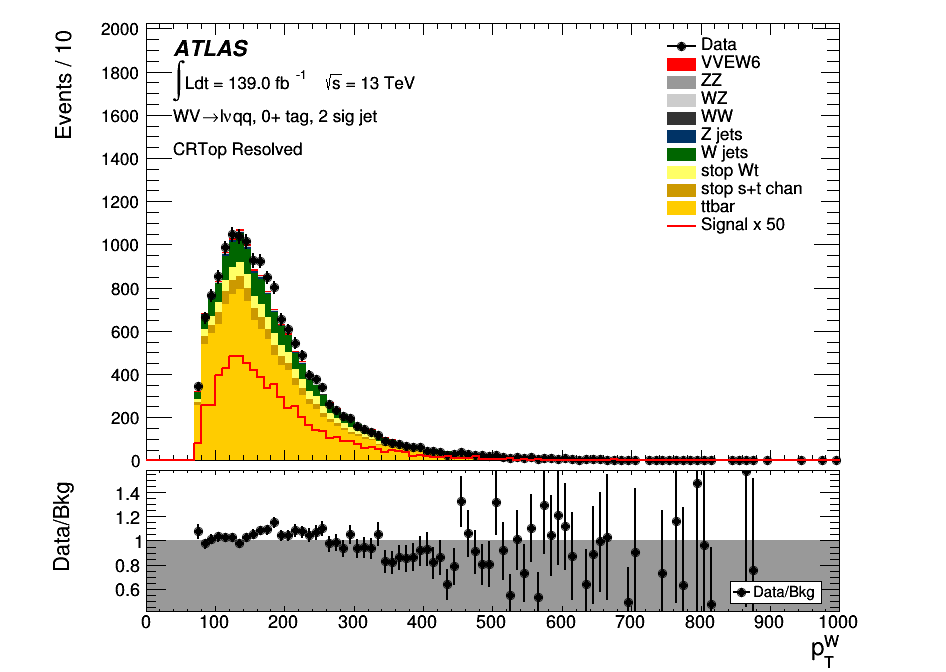 Events / 10
2000
1800
1600
1400
1200
1000
800
600
400
200
0
ATLAS
∫Ldt = 139.0 fb⁻¹ √s = 13 TeV
WV→lνqq, 0+ tag, 2 sig jet
CRTop Resolved
Data
VVEW6
ZZ
WZ
WW
Z jets
W jets
stop Wt
stop s+t chan
ttbar
Signal x 50
Data/Bkg
1.4
1.2
1
0.8
0.6
Data/Bkg
0 100 200 300 400 500 600 700 800 900 1000
p_T^W